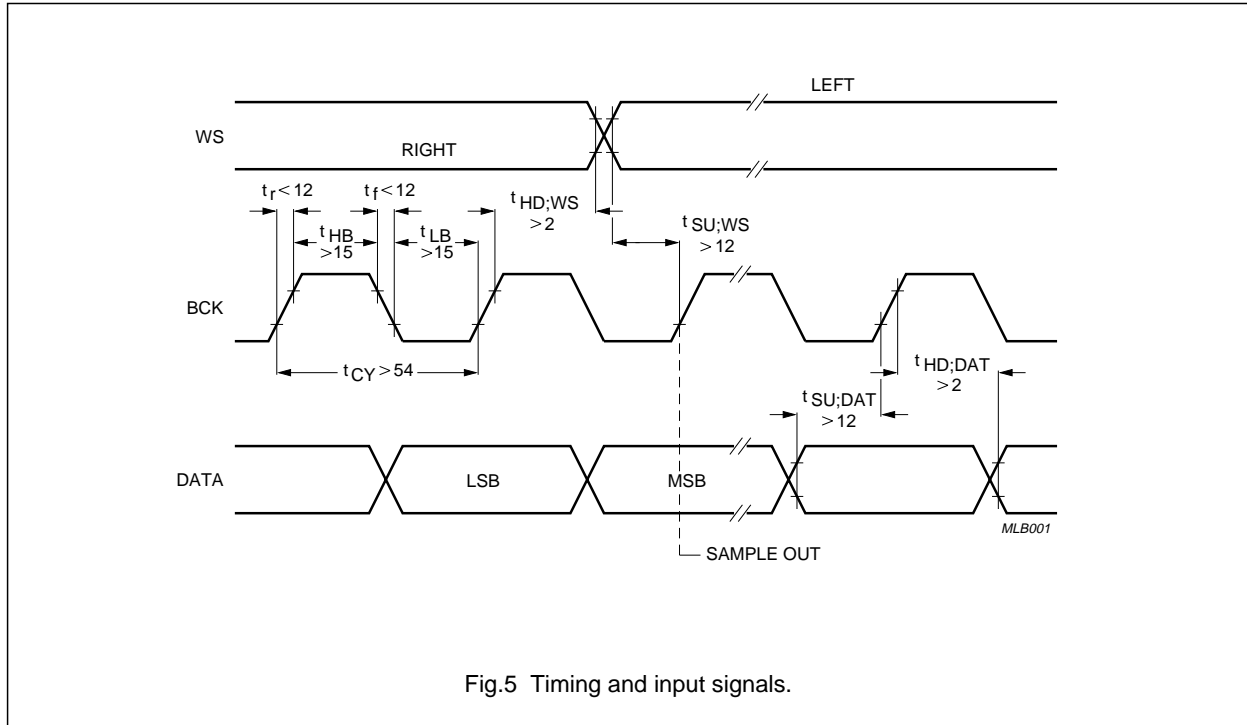 LEFT
WS
RIGHT
t r < 12
t f < 12
t HD;WS
> 2
t SU;WS
> 12
t HB
> 15
t LB
> 15
BCK
t CY > 54
t HD;DAT
> 2
t SU;DAT
> 12
DATA
LSB
MSB
MLB001
SAMPLE OUT
Fig.5 Timing and input signals.